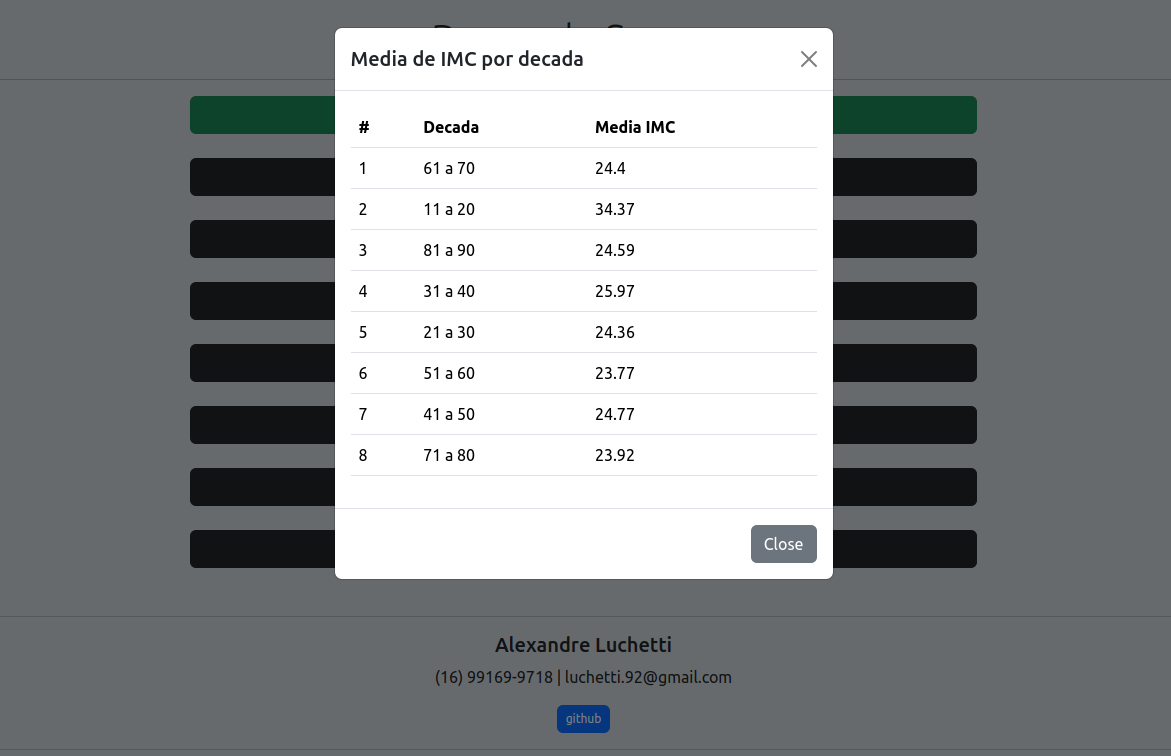 Media de IMC por decada
# Decada Media IMC
1 61 a 70 24.4
2 11 a 20 34.37
3 81 a 90 24.59
4 31 a 40 25.97
5 21 a 30 24.36
6 51 a 60 23.77
7 41 a 50 24.77
8 71 a 80 23.92
Close
Alexandre Luchetti
(16) 99169-9718 | luchetti.92@gmail.com
github